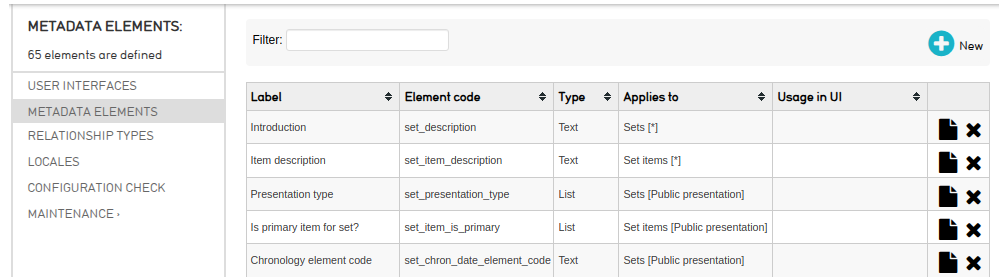 METADATA ELEMENTS:
65 elements are defined
USER INTERFACES
METADATA ELEMENTS
RELATIONSHIP TYPES
LOCALES
CONFIGURATION CHECK
MAINTENANCE ›
Filter:
New
Label Element code Type Applies to Usage in UI
Introduction set_description Text Sets [*]
Item description set_item_description Text Set items [*]
Presentation type set_presentation_type List Sets [Public presentation]
Is primary item for set? set_item_is_primary List Set items [Public presentation]
Chronology element code set_chron_date_element_code Text Sets [Public presentation]